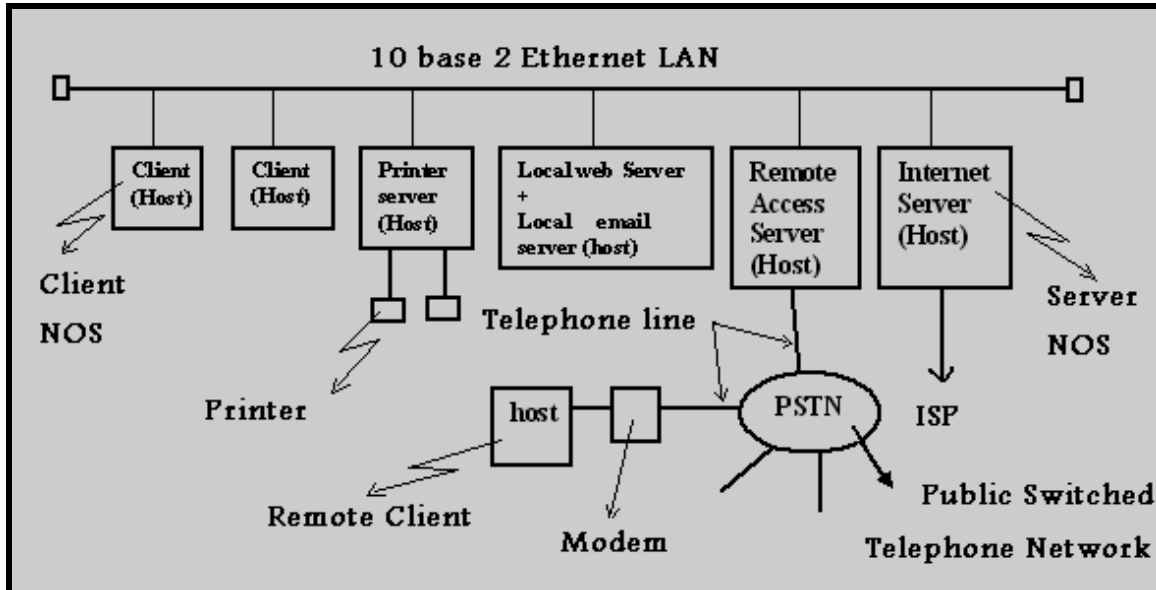 10 base 2 Ethernet LAN
Client
(Host)
Client
(Host)
Printer
server
(Host)
Local web Server
+
Local email
server (host)
Remote
Access
Server
(Host)
Internet
Server
(Host)
Client
NOS
Printer
Telephone line
Server
NOS
host
PSTN
ISP
Remote Client
Modem
Public Switched
Telephone Network